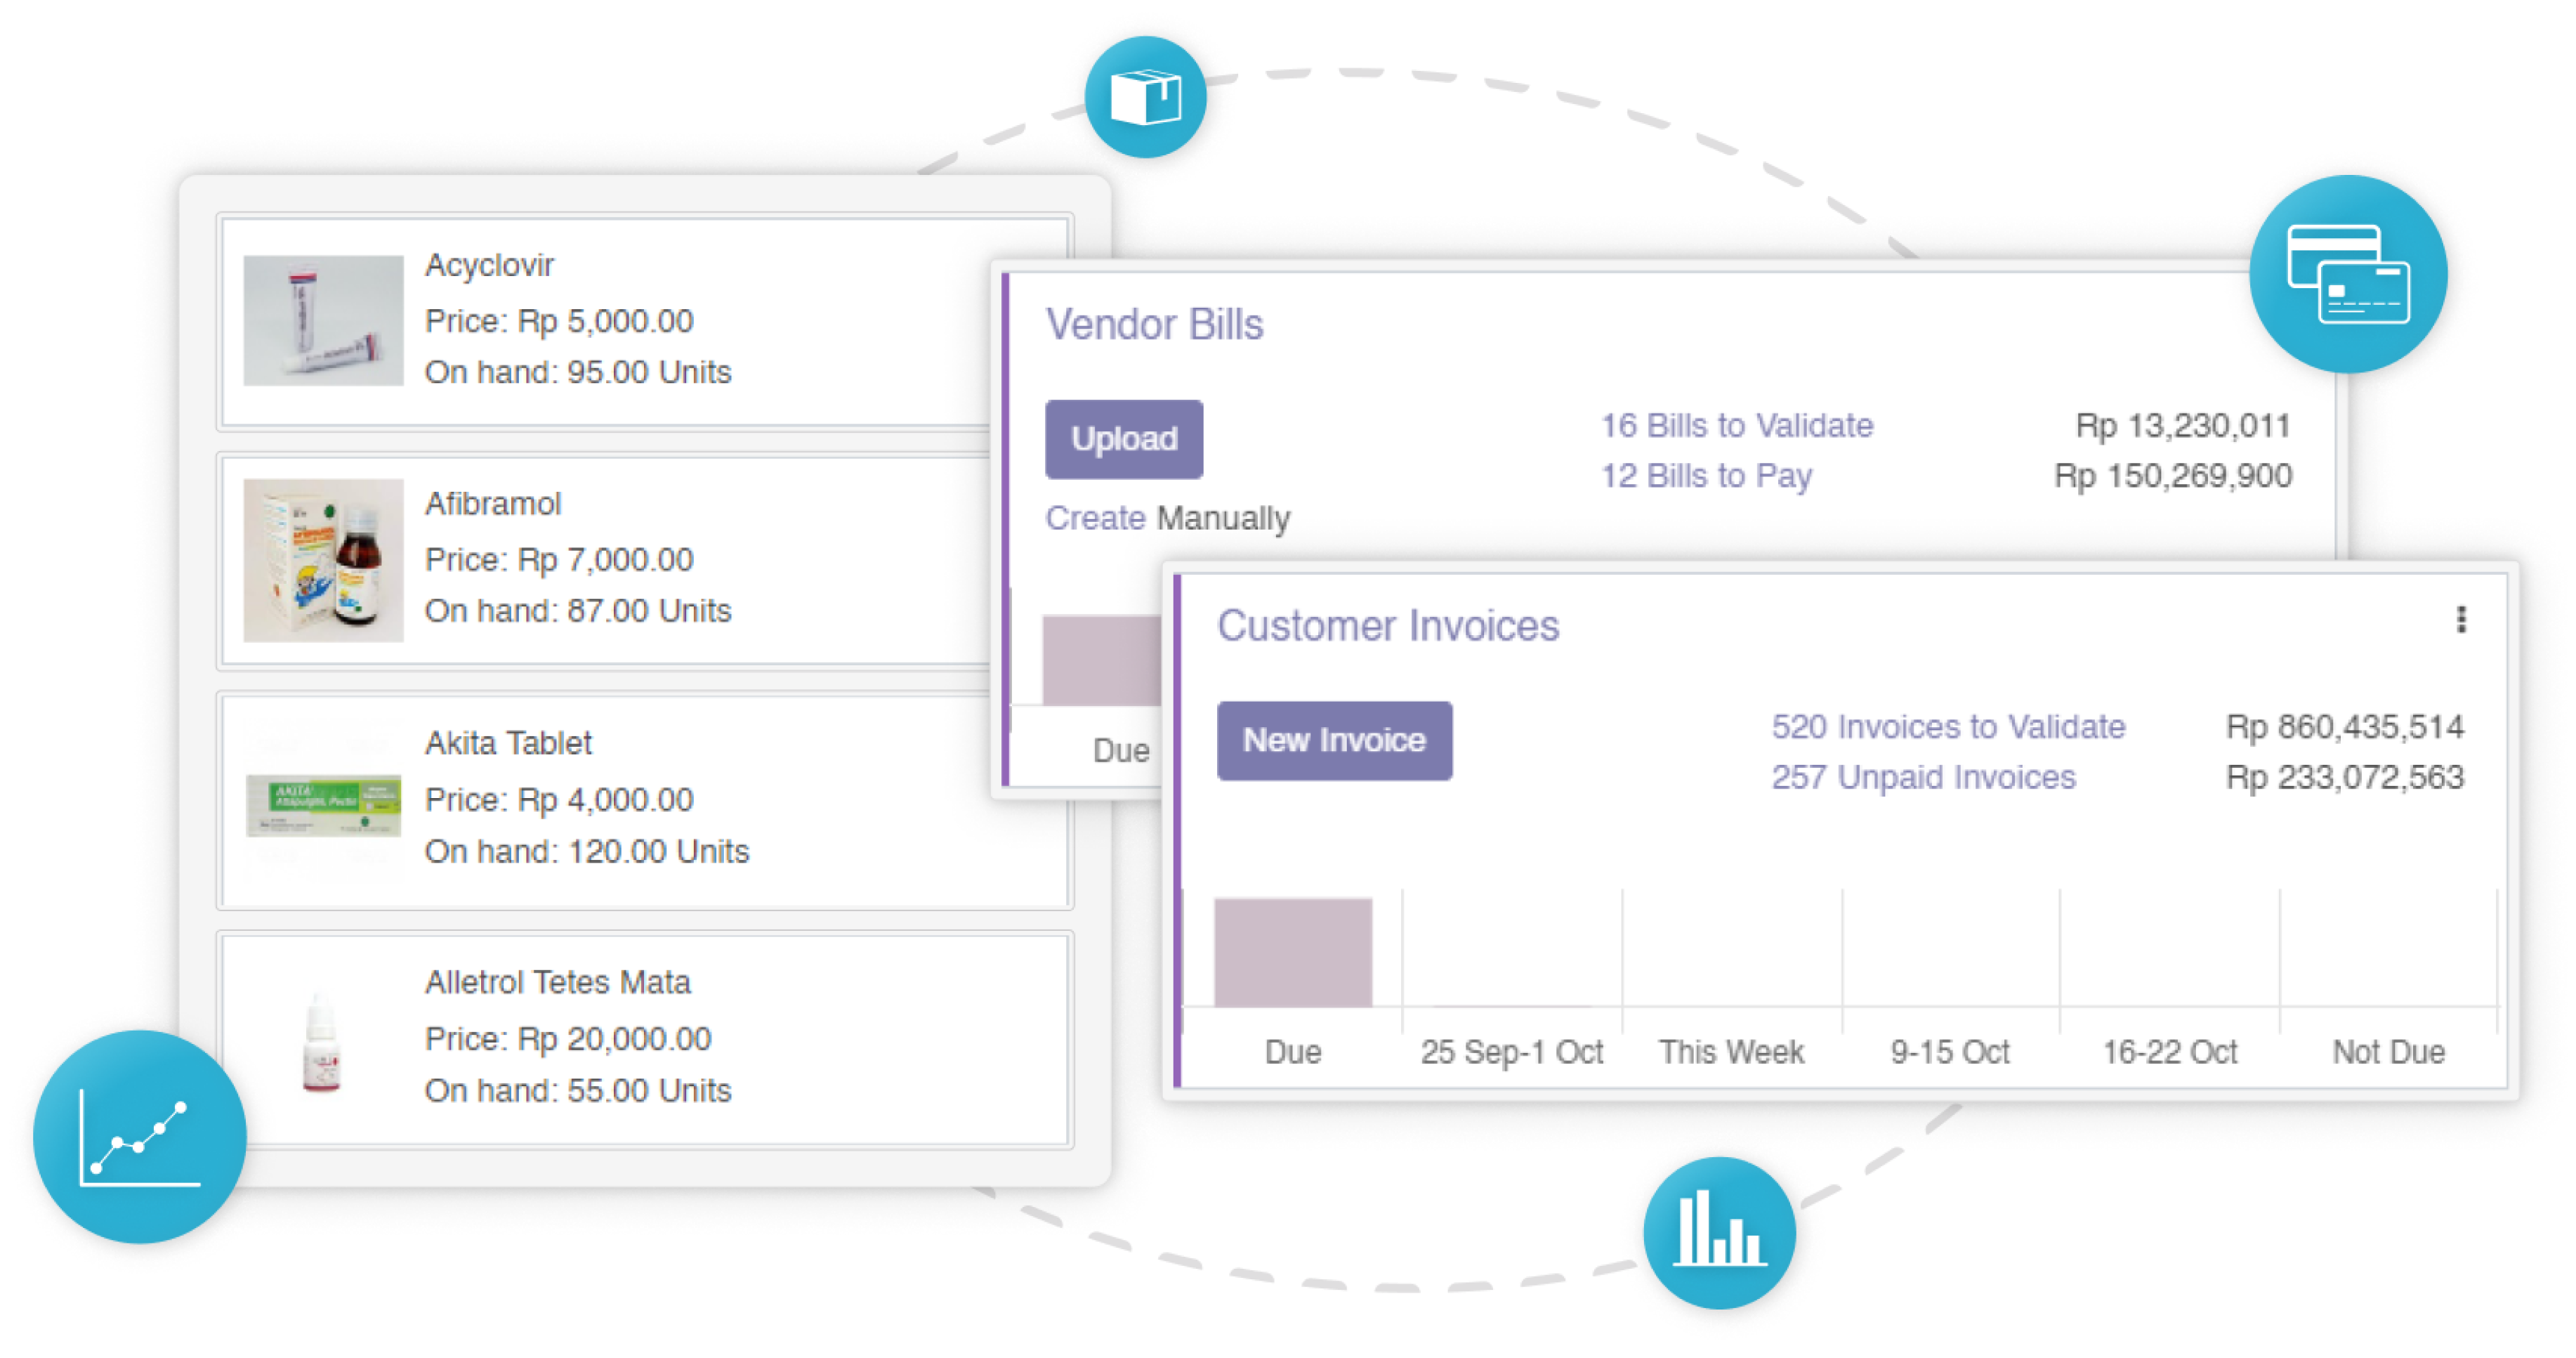 Acyclovir
Price: Rp 5,000.00
On hand: 95.00 Units
Afibramol
Price: Rp 7,000.00
On hand: 87.00 Units
AKITA
Akita Tablet
Price: Rp 4,000.00
On hand: 120.00 Units
Alletrol Tetes Mata
Price: Rp 20,000.00
On hand: 55.00 Units
Vendor Bills
Upload
Create Manually
16 Bills to Validate Rp 13,230,011
12 Bills to Pay Rp 150,269,900
Due
Customer Invoices
New Invoice
520 Invoices to Validate Rp 860,435,514
257 Unpaid Invoices Rp 233,072,563
Due 25 Sep-1 Oct This Week 9-15 Oct 16-22 Oct Not Due